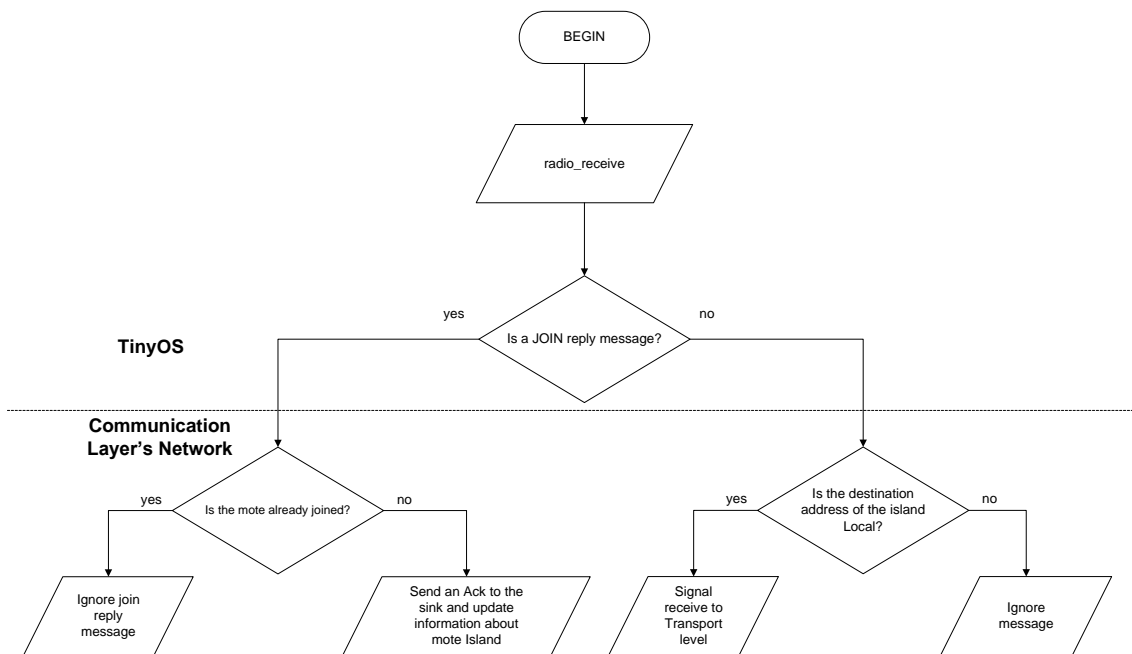 BEGIN
radio_receive
yes
no
Is a JOIN reply message?
TinyOS
Communication
Layer's Network
yes
no
Is the mote already joined?
yes
no
Is the destination
address of the island
Local?
Ignore join
reply
message
Send an Ack to the
sink and update
information about
mote Island
Signal
receive to
Transport
level
Ignore
message